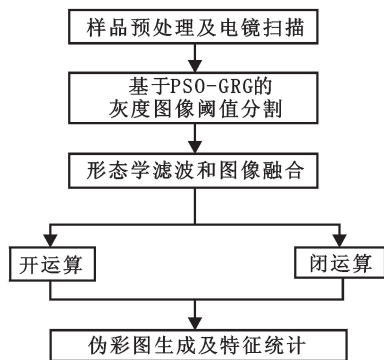 样品预处理及电镜扫描
基于PSO-GRG的
灰度图像阈值分割
形态学滤波和图像融合
开运算
闭运算
伪彩图生成及特征统计